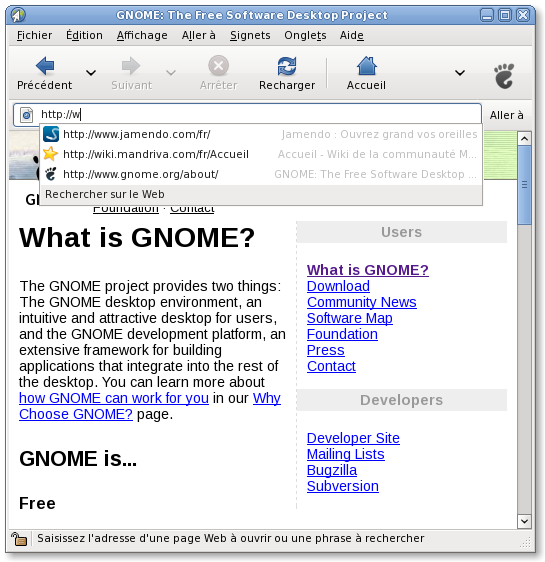 GNOME: The Free Software Desktop Project
Fichier Édition Affichage Aller à Signets Onglets Aide
Précédent Suivant Arrêter Recharger Accueil
http://w Aller à
http://www.jamendo.com/fr/ Jamendo : Ouvrez grand vos oreilles
http://wiki.mandriva.com/fr/Accueil Accueil - Wiki de la communauté M...
http://www.gnome.org/about/ GNOME: The Free Software Desktop ...
Rechercher sur le Web
Foundation · Contact
What is GNOME?
The GNOME project provides two things:
The GNOME desktop environment, an
intuitive and attractive desktop for users,
and the GNOME development platform, an
extensive framework for building
applications that integrate into the rest of
the desktop. You can learn more about
how GNOME can work for you in our Why
Choose GNOME? page.
GNOME is...
Free
Users
What is GNOME?
Download
Community News
Software Map
Foundation
Press
Contact
Developers
Developer Site
Mailing Lists
Bugzilla
Subversion
Saisissez l'adresse d'une page Web à ouvrir ou une phrase à rechercher